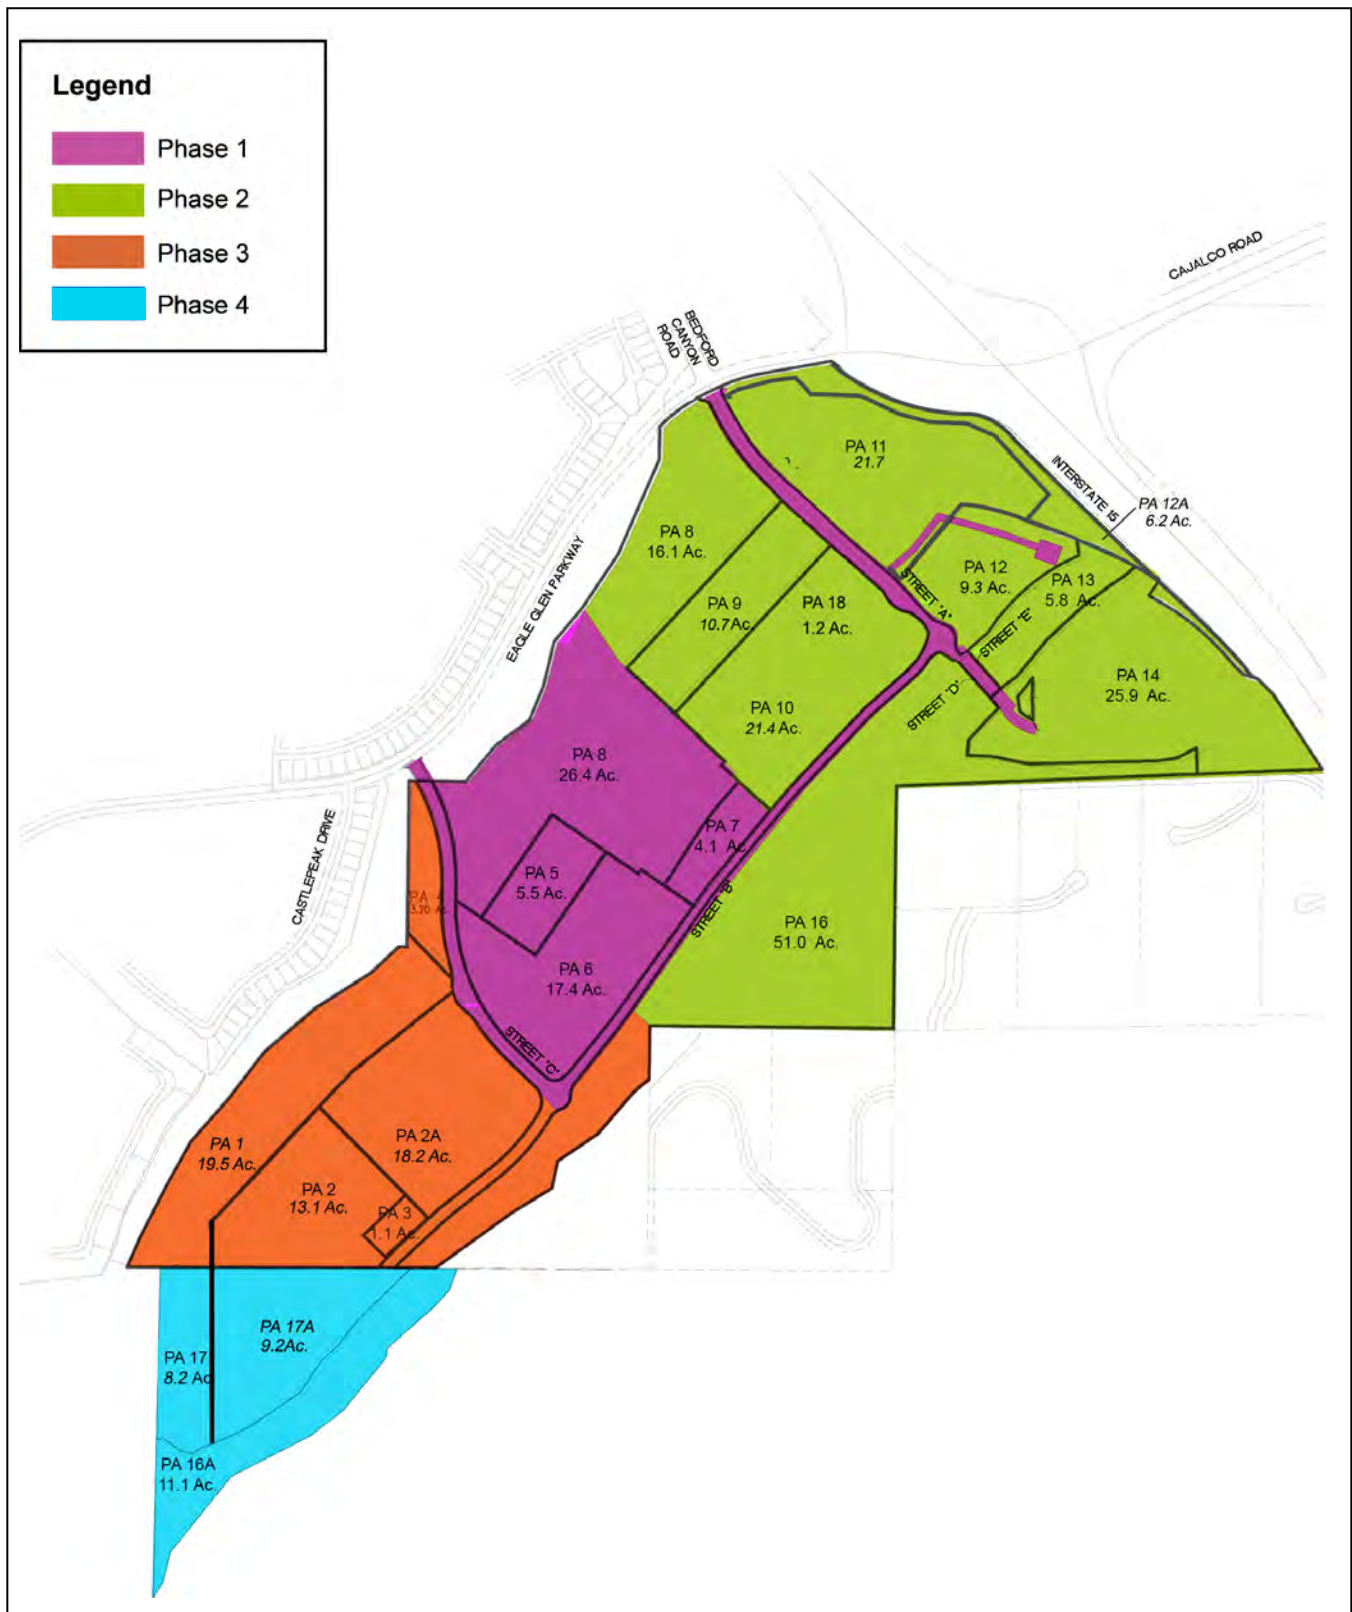 Legend
Phase 1
Phase 2
Phase 3
Phase 4
CAJALCO ROAD
BEDFORD
CANYON
ROAD
INTERSTATE 15
PA 11
21.7
PA 12A
6.2 Ac.
PA 8
16.1 Ac.
PA 12
9.3 Ac.
PA 13
5.8 Ac.
EAGLE GLEN PARKWAY
PA 9
10.7 Ac.
PA 18
1.2 Ac.
STREET "A"
STREET "E"
STREET "D"
PA 14
25.9 Ac.
PA 10
21.4 Ac.
PA 8
26.4 Ac.
PA 7
4.1 Ac.
CASTLEPEAK DRIVE
PA 5
5.5 Ac.
PA 4
3.20 Ac.
STREET "B"
PA 16
51.0 Ac.
PA 6
17.4 Ac.
STREET "C"
PA 1
19.5 Ac.
PA 2A
18.2 Ac.
PA 2
13.1 Ac.
PA 3
1.1 Ac.
PA 17A
9.2Ac.
PA 17
8.2 Ac
PA 16A
11.1 Ac.